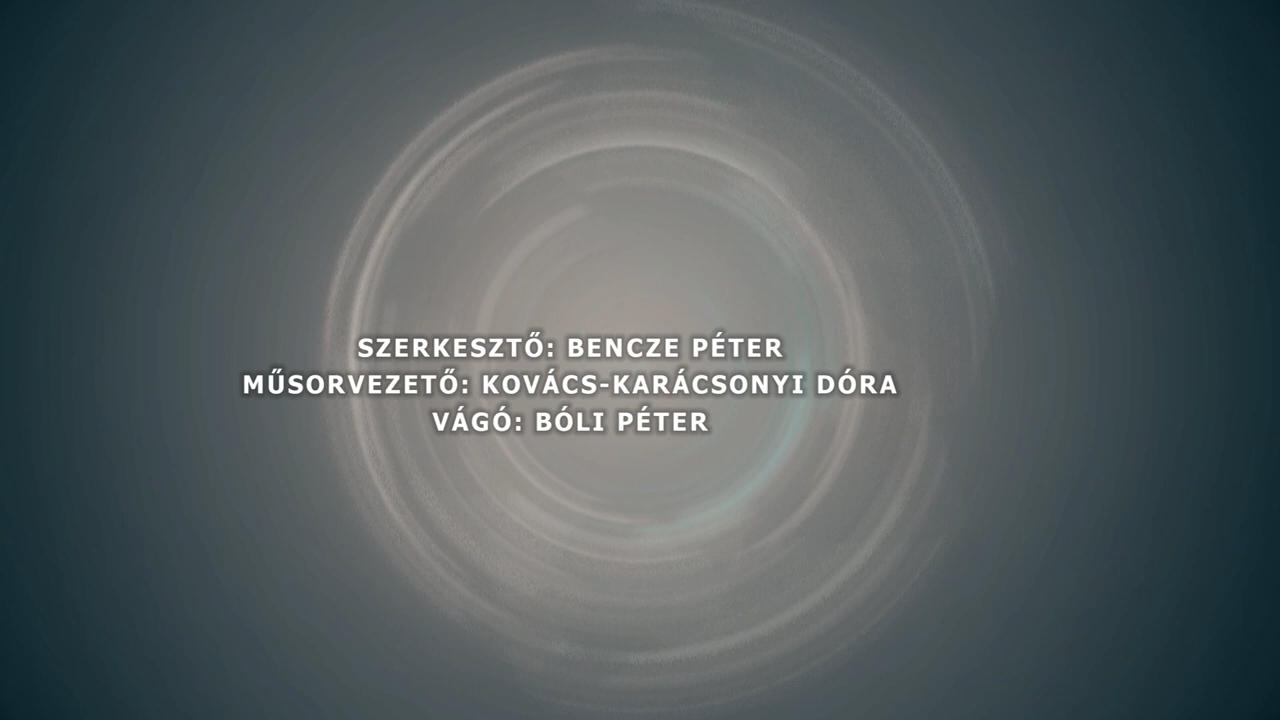 SZERKESZTŐ: BENCZE PÉTER
MŰSORVEZETŐ: KOVÁCS-KARÁCSONYI DÓRA
VÁGÓ: BÓLI PÉTER